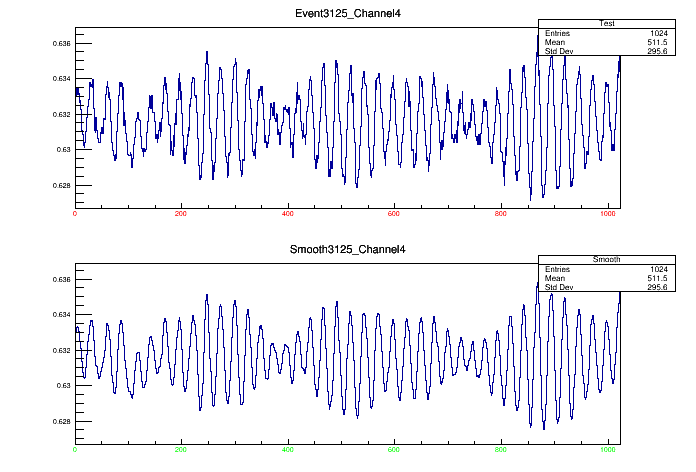 Event3125_Channel4
Test
Entries 1024
Mean 511.5
Std Dev 295.6
0.636
0.634
0.632
0.63
0.628
0 200 400 600 800 1000
Smooth3125_Channel4
Smooth
Entries 1024
Mean 511.5
Std Dev 295.6
0.636
0.634
0.632
0.63
0.628
0 200 400 600 800 1000